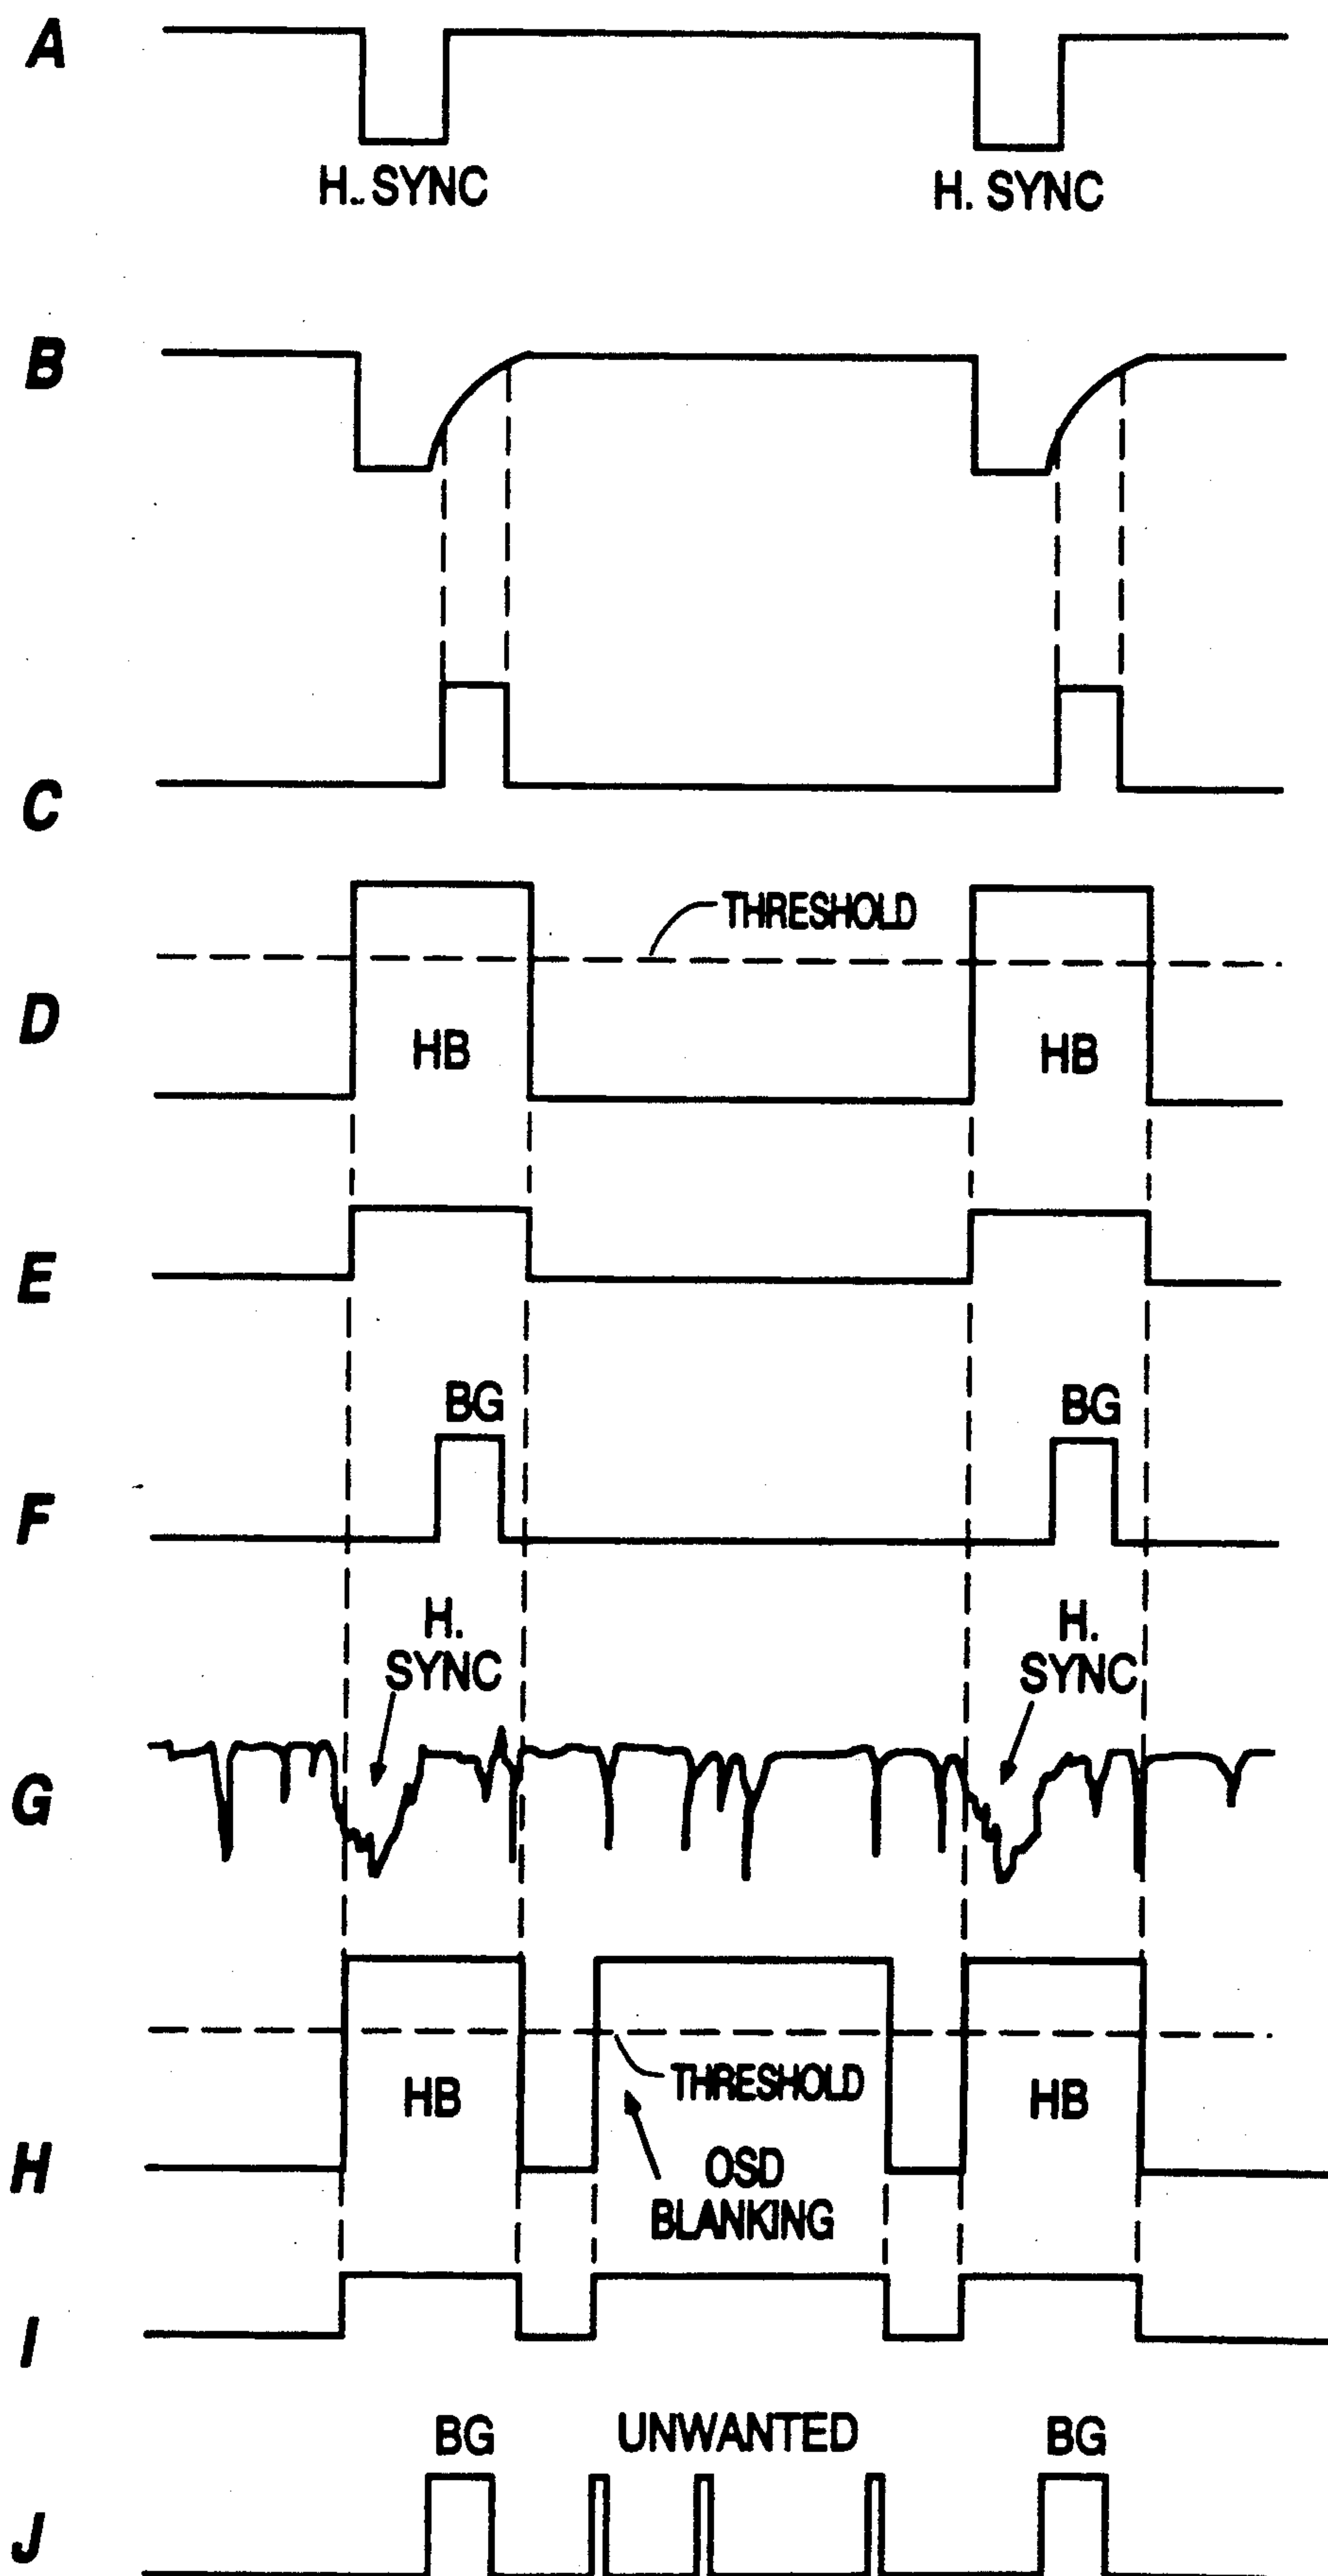 A
H. SYNC
H. SYNC
B
C
THRESHOLD
D
HB
HB
E
BG
BG
F
H.
SYNC
H.
SYNC
G
THRESHOLD
HB
HB
H
OSD
BLANKING
I
BG
UNWANTED
BG
J